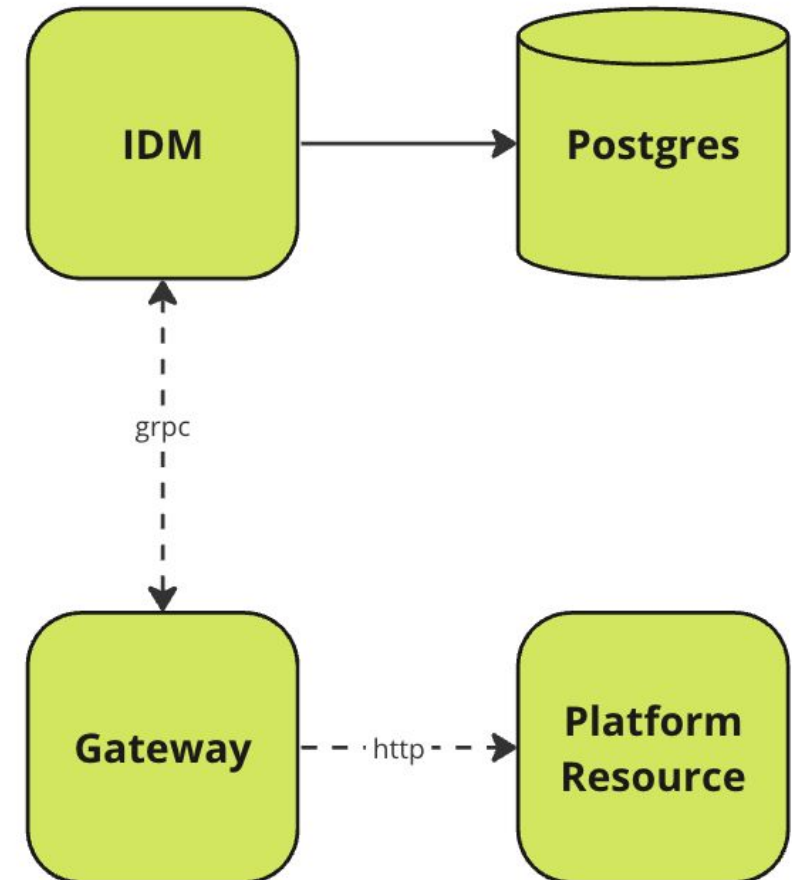 IDM
Postgres
grpc
Gateway
http
Platform
Resource